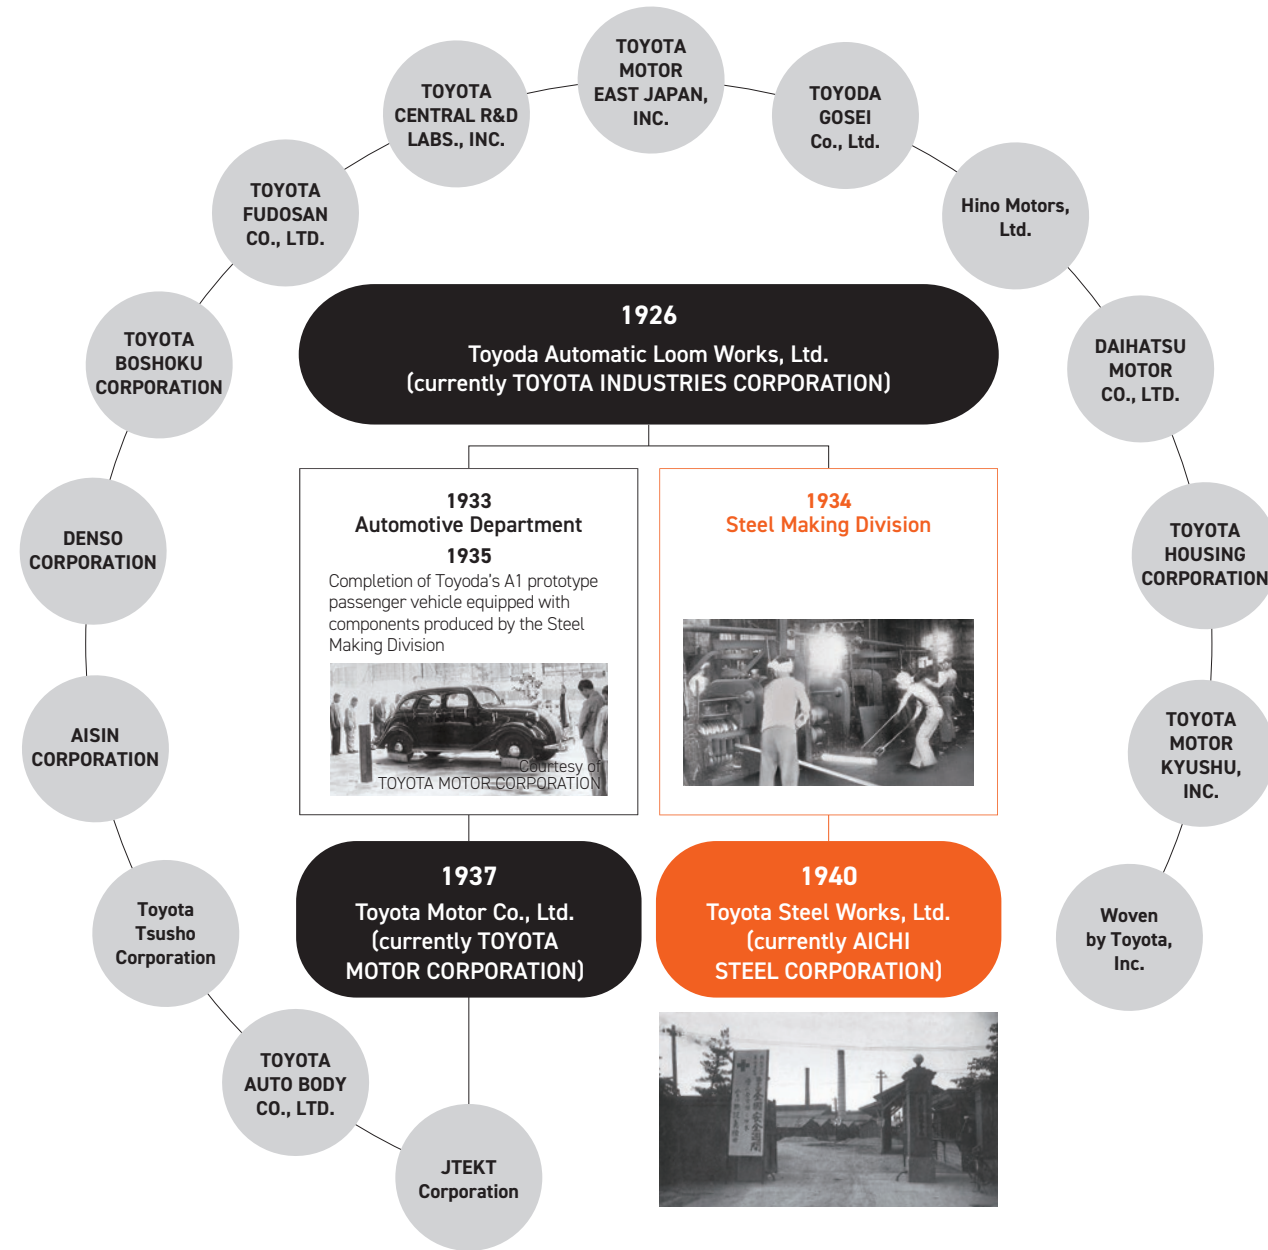 TOYOTA
MOTOR
EAST JAPAN,
INC.
TOYOTA
CENTRAL R&D
LABS., INC.
TOYODA
GOSEI
Co., Ltd.
TOYOTA
FUDOSAN
CO., LTD.
Hino Motors,
Ltd.
TOYOTA
BOSHOKU
CORPORATION
DAIHATSU
MOTOR
CO., LTD.
DENSO
CORPORATION
TOYOTA
HOUSING
CORPORATION
AISIN
CORPORATION
TOYOTA
MOTOR
KYUSHU,
INC.
Toyota
Tsusho
Corporation
Woven
by Toyota,
Inc.
TOYOTA
AUTO BODY
CO., LTD.
JTEKT
Corporation
1926
Toyoda Automatic Loom Works, Ltd.
(currently TOYOTA INDUSTRIES CORPORATION)
1933
Automotive Department
1935
Completion of Toyoda's A1 prototype
passenger vehicle equipped with
components produced by the Steel
Making Division
Courtesy of
TOYOTA MOTOR CORPORATION
1934
Steel Making Division
1937
Toyota Motor Co., Ltd.
(currently TOYOTA
MOTOR CORPORATION)
1940
Toyota Steel Works, Ltd.
(currently AICHI
STEEL CORPORATION)